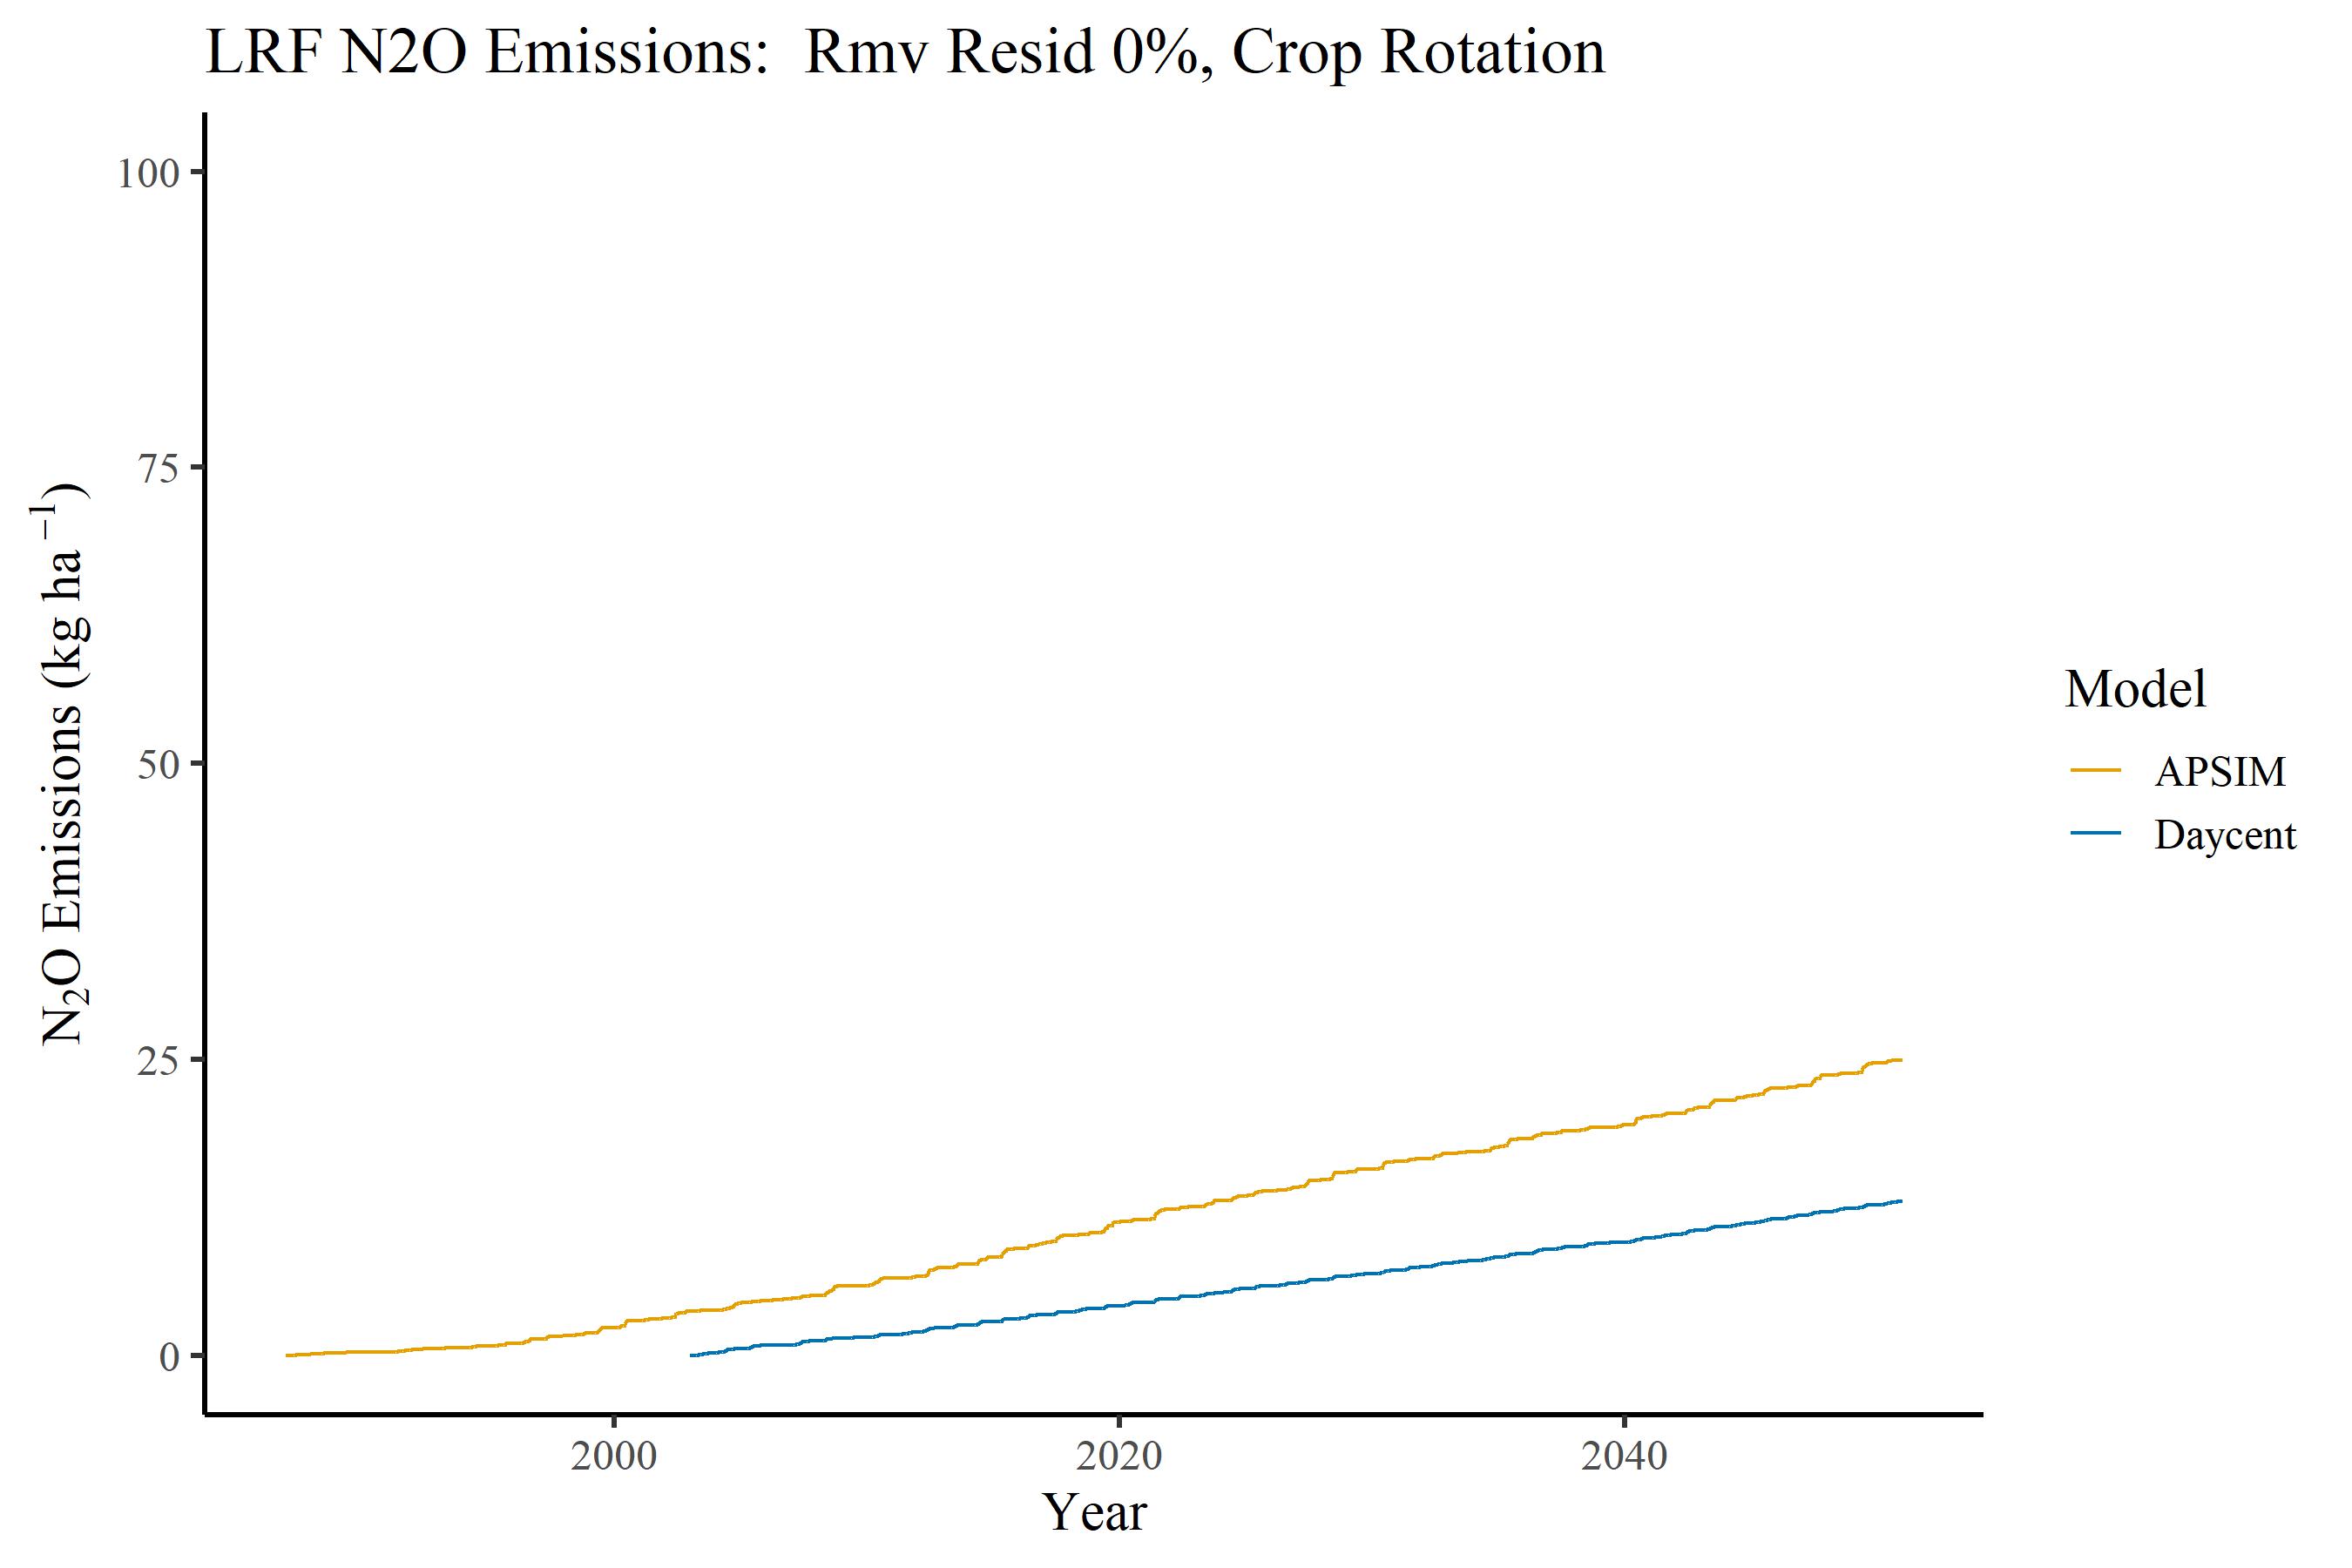 LRF N2O Emissions:  Rmv Resid 0%, Crop Rotation
N₂O Emissions (kg ha⁻¹)
100
75
50
25
0
2000 2020 2040
Year
Model
APSIM
Daycent